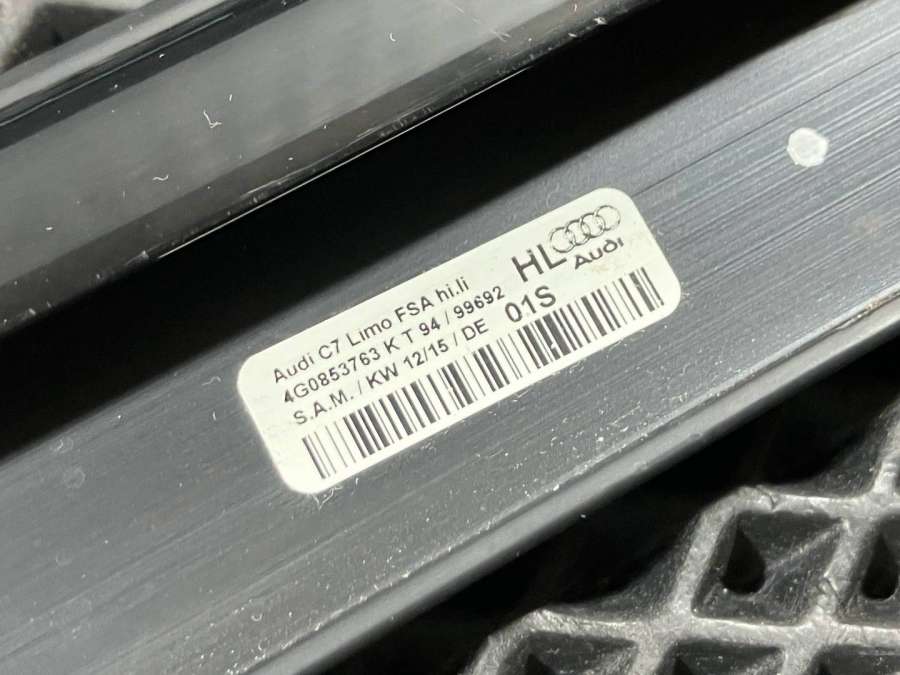 Audi C7 Limo FSA hi.li
4G0853763 K T 94 / 99692
S.A.M. / KW 12/15 / DE
HL
01S
Audi